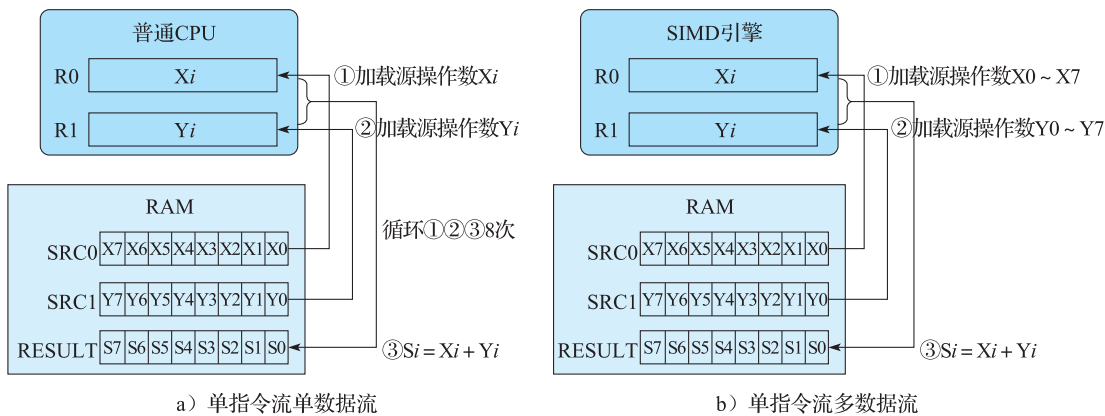 普通CPU
R0 Xi
①加载源操作数Xi
R1 Yi
②加载源操作数Yi
RAM
循环①②③8次
SRC0 X7 X6 X5 X4 X3 X2 X1 X0
SRC1 Y7 Y6 Y5 Y4 Y3 Y2 Y1 Y0
RESULT S7 S6 S5 S4 S3 S2 S1 S0
③Si = Xi + Yi
a）单指令流单数据流
SIMD引擎
R0 Xi
①加载源操作数X0 ~ X7
R1 Yi
②加载源操作数Y0 ~ Y7
RAM
SRC0 X7 X6 X5 X4 X3 X2 X1 X0
SRC1 Y7 Y6 Y5 Y4 Y3 Y2 Y1 Y0
RESULT S7 S6 S5 S4 S3 S2 S1 S0
③Si = Xi + Yi
b）单指令流多数据流